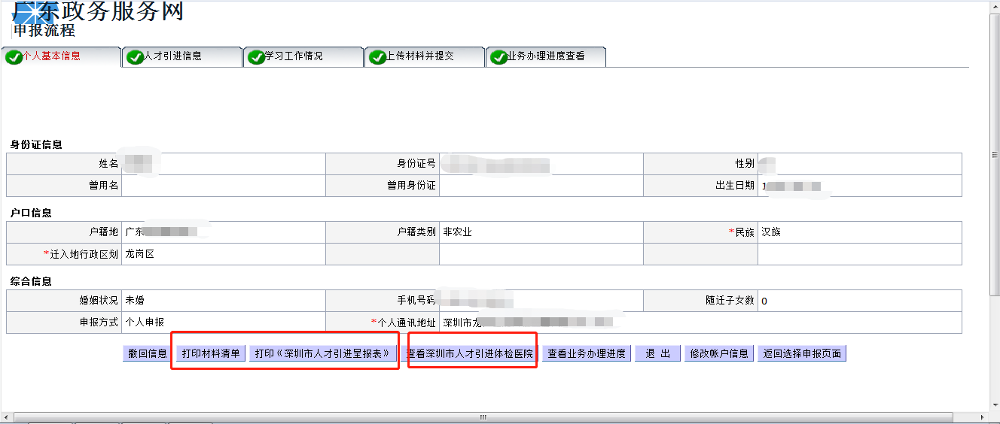 广东政务服务网
申报流程
个人基本信息 人才引进信息 学习工作情况 上传材料并提交 业务办理进度查看
身份证信息
姓名 身份证号 性别
曾用名 曾用身份证 出生日期 1
户口信息
户籍地 广东 户籍类别 非农业 *民族 汉族
*迁入地行政区划 龙岗区
综合信息
婚姻状况 未婚 手机号码 随迁子女数 0
申报方式 个人申报 *个人通讯地址 深圳市龙
撤回信息 打印材料清单 打印《深圳市人才引进呈报表》 查看深圳市人才引进体检医院 查看业务办理进度 退 出 修改帐户信息 返回选择申报页面